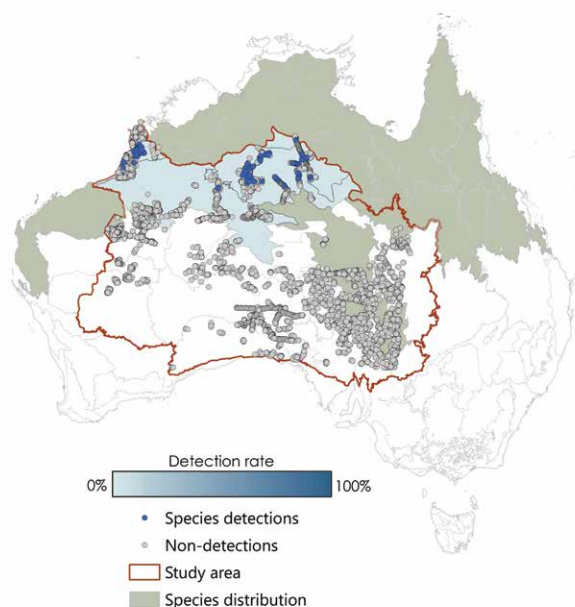 Detection rate
0% 100%
Species detections
Non-detections
Study area
Species distribution